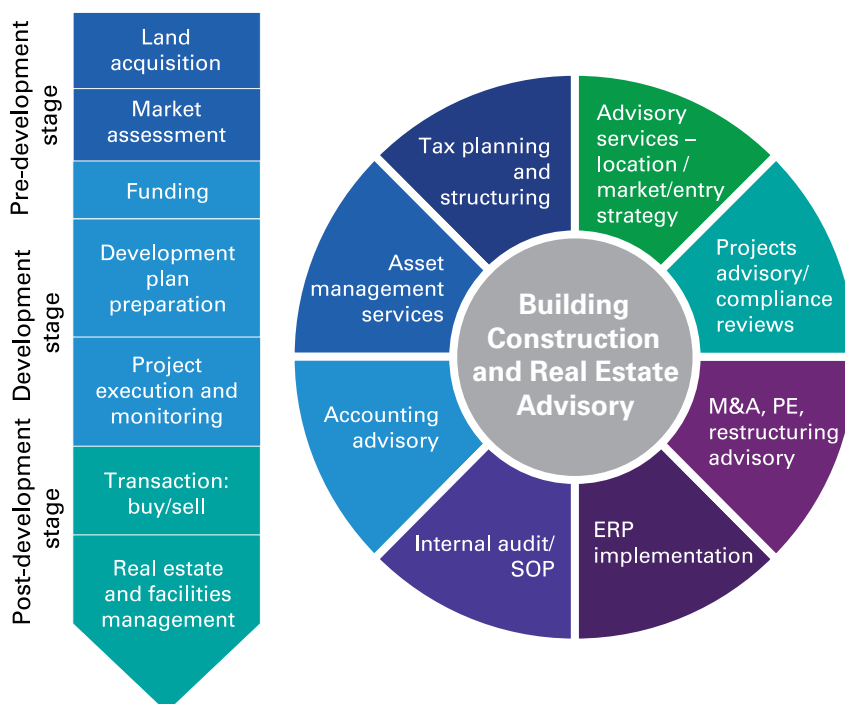 Pre-development
stage
Land
acquisition
Market
assessment
Funding
Development
stage
Development
plan
preparation
Project
execution and
monitoring
Post-development
stage
Transaction:
buy/sell
Real estate
and facilities
management
Building
Construction
and Real Estate
Advisory
Advisory
services –
location /
market/entry
strategy
Projects
advisory/
compliance
reviews
M&A, PE,
restructuring
advisory
ERP
implementation
Internal audit/
SOP
Accounting
advisory
Asset
management
services
Tax planning
and
structuring